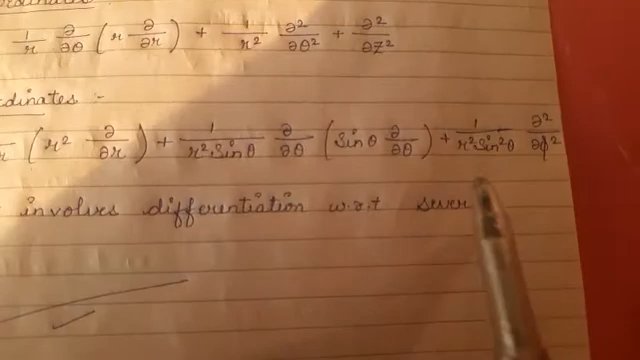 1/r ∂/∂θ (r ∂/∂r) + 1/r² ∂²/∂θ² + ∂²/∂z²
dinates :-
(r² ∂/∂r) + 1/r² Sinθ ∂/∂θ (Sinθ ∂/∂θ) + 1/r² Sin²θ ∂²/∂φ²
involves differentiation w.r.t sever